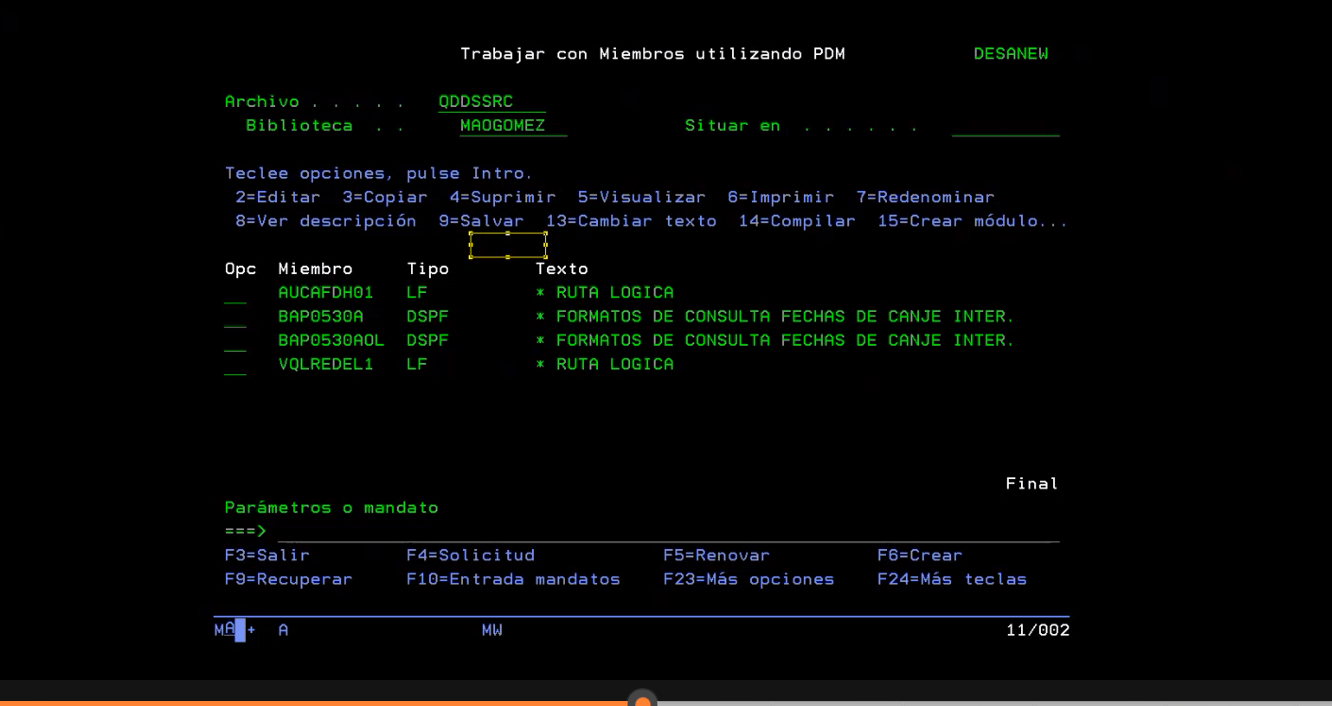 Trabajar con Miembros utilizando PDM DESANEW
Archivo . . . . . QDDSSRC
Biblioteca . . MAOGOMEZ Situar en . . . . . .
Teclee opciones, pulse Intro.
2=Editar 3=Copiar 4=Suprimir 5=Visualizar 6=Imprimir 7=Redenominar
8=Ver descripción 9=Salvar 13=Cambiar texto 14=Compilar 15=Crear módulo...
Opc Miembro Tipo Texto
AUCAFDH01 LF * RUTA LOGICA
BAP0530A DSPF * FORMATOS DE CONSULTA FECHAS DE CANJE INTER.
BAP0530AOL DSPF * FORMATOS DE CONSULTA FECHAS DE CANJE INTER.
VQLREDEL1 LF * RUTA LOGICA
Final
Parámetros o mandato
===>
F3=Salir F4=Solicitud F5=Renovar F6=Crear
F9=Recuperar F10=Entrada mandatos F23=Más opciones F24=Más teclas
MA + A MW 11/002